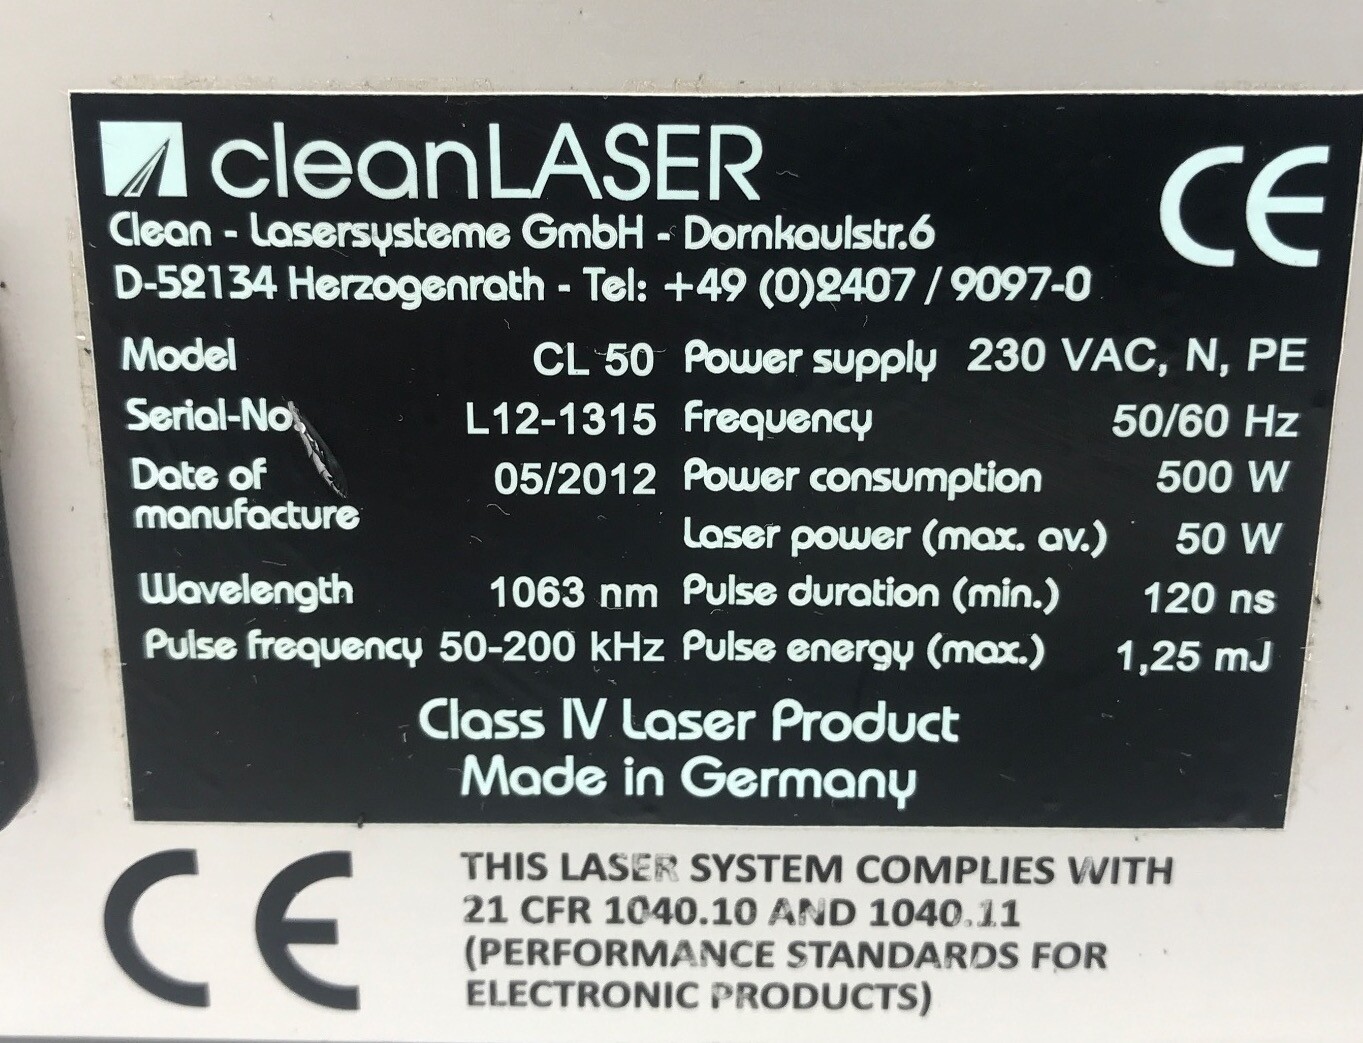 cleanLASER CE
Clean - Lasersysteme GmbH - Dornkaulstr.6
D-52134 Herzogenrath - Tel: +49 (0)2407 / 9097-0
Model CL 50 Power supply 230 VAC, N, PE
Serial-No. L12-1315 Frequency 50/60 Hz
Date of 05/2012 Power consumption 500 W
manufacture
Laser power (max. av.) 50 W
Wavelength 1063 nm Pulse duration (min.) 120 ns
Pulse frequency 50-200 kHz Pulse energy (max.) 1,25 mJ
Class IV Laser Product
Made in Germany
CE
THIS LASER SYSTEM COMPLIES WITH
21 CFR 1040.10 AND 1040.11
(PERFORMANCE STANDARDS FOR
ELECTRONIC PRODUCTS)